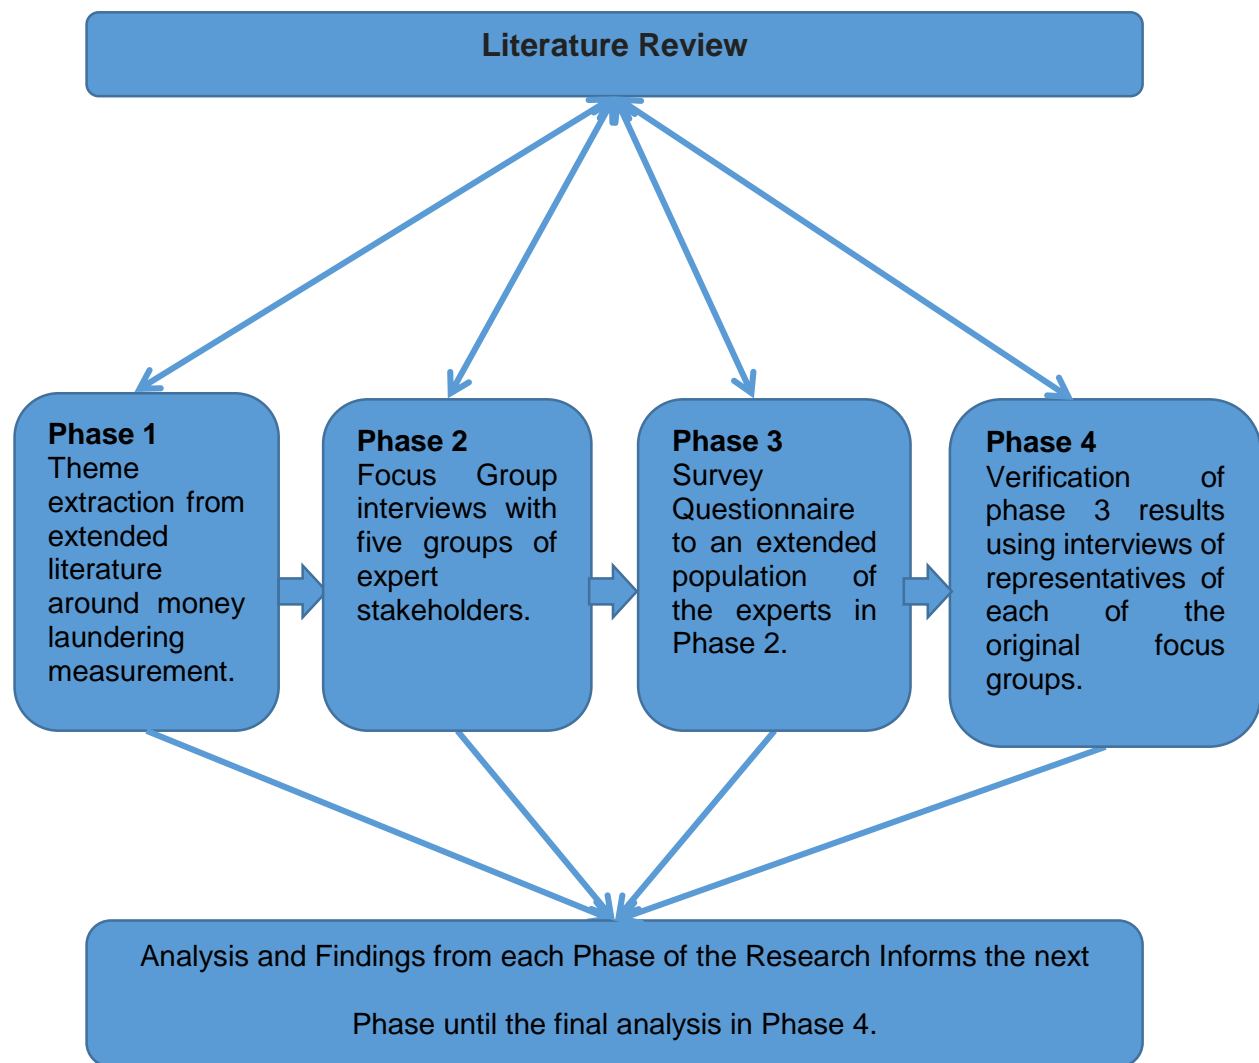 Literature Review
Phase 1
Theme
extraction from
extended
literature
around money
laundering
measurement.
Phase 2
Focus Group
interviews with
five groups of
expert
stakeholders.
Phase 3
Survey
Questionnaire
to an extended
population of
the experts in
Phase 2.
Phase 4
Verification of
phase 3 results
using interviews of
representatives of
each of the
original focus
groups.
Analysis and Findings from each Phase of the Research Informs the next
Phase until the final analysis in Phase 4.